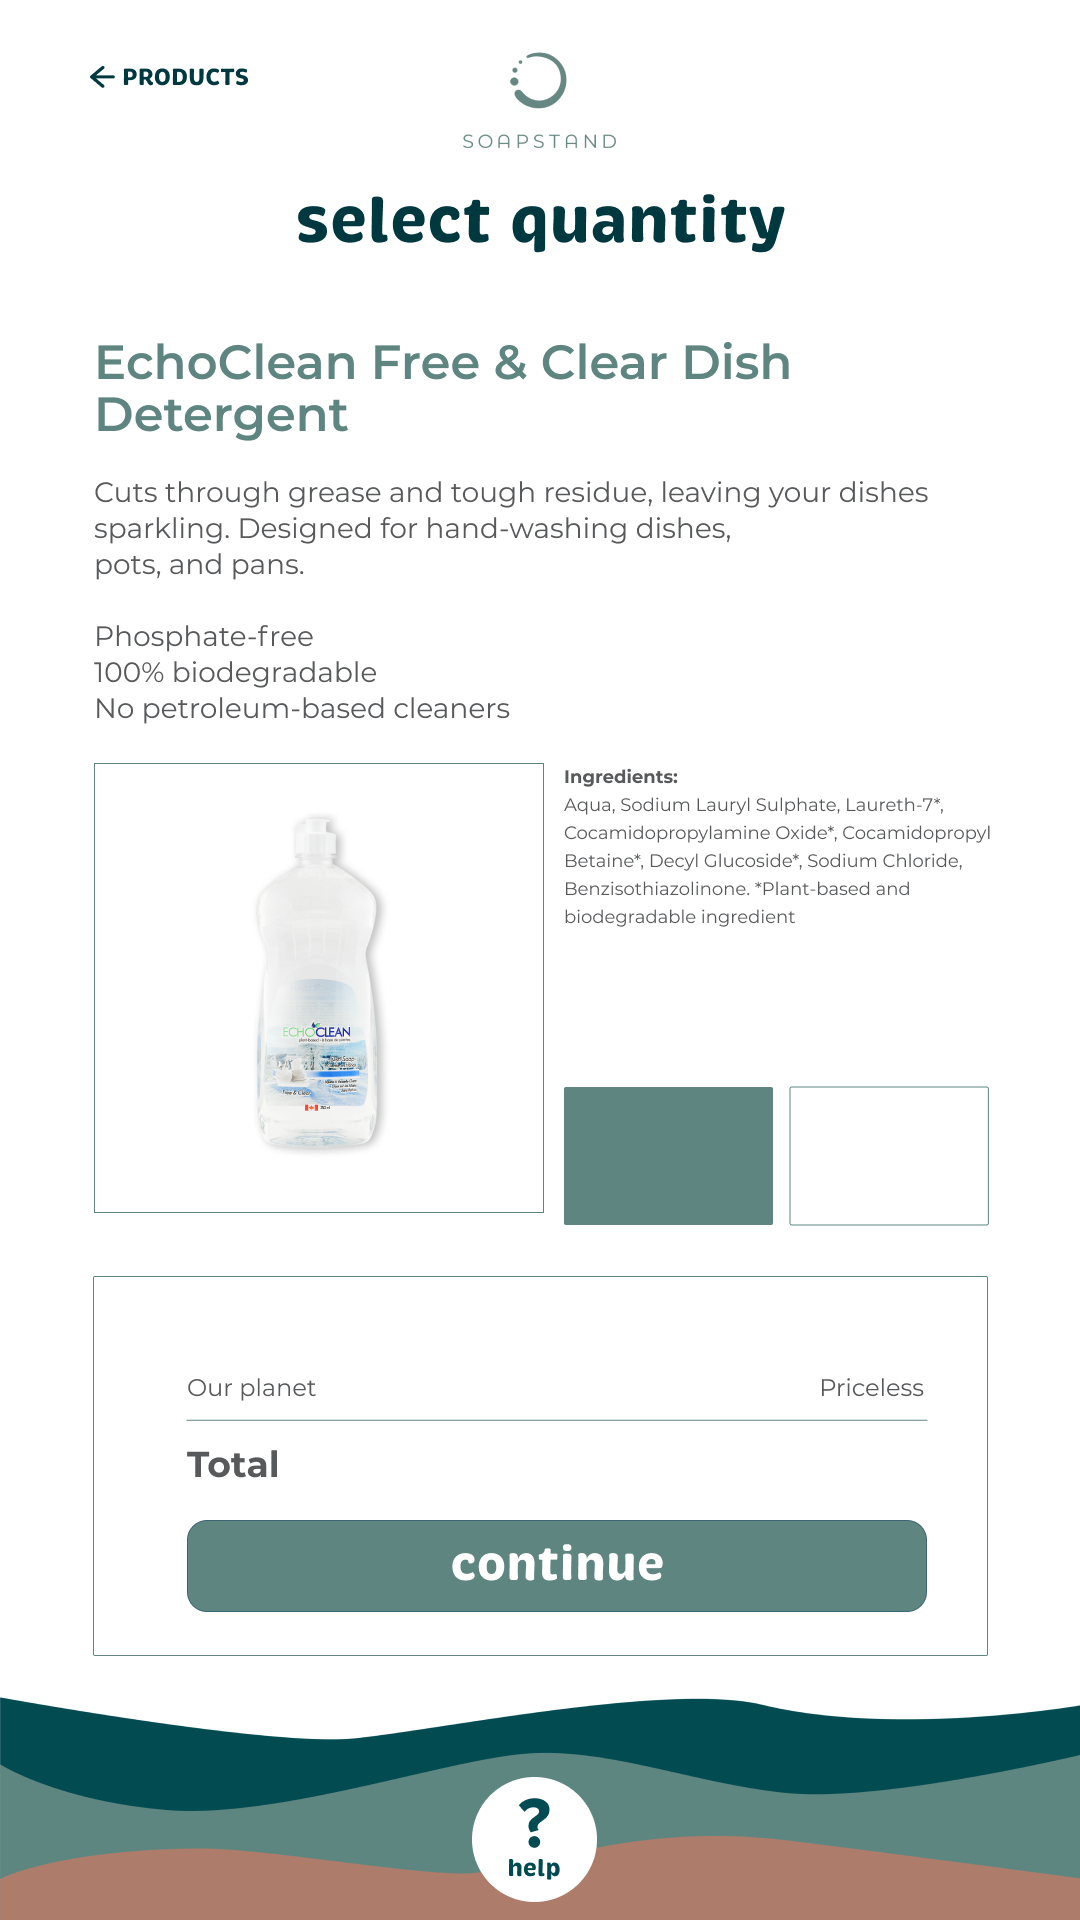 PRODUCTS
SOAPSTAND
select quantity
EchoClean Free & Clear Dish
Detergent
Cuts through grease and tough residue, leaving your dishes
sparkling. Designed for hand-washing dishes,
pots, and pans.
Phosphate-free
100% biodegradable
No petroleum-based cleaners
Ingredients:
Aqua, Sodium Lauryl Sulphate, Laureth-7*,
Cocamidopropylamine Oxide*, Cocamidopropyl
Betaine*, Decyl Glucoside*, Sodium Chloride,
Benzisothiazolinone. *Plant-based and
biodegradable ingredient
ECHOCLEAN
Free & Clear
Our planet Priceless
Total
continue
?
help